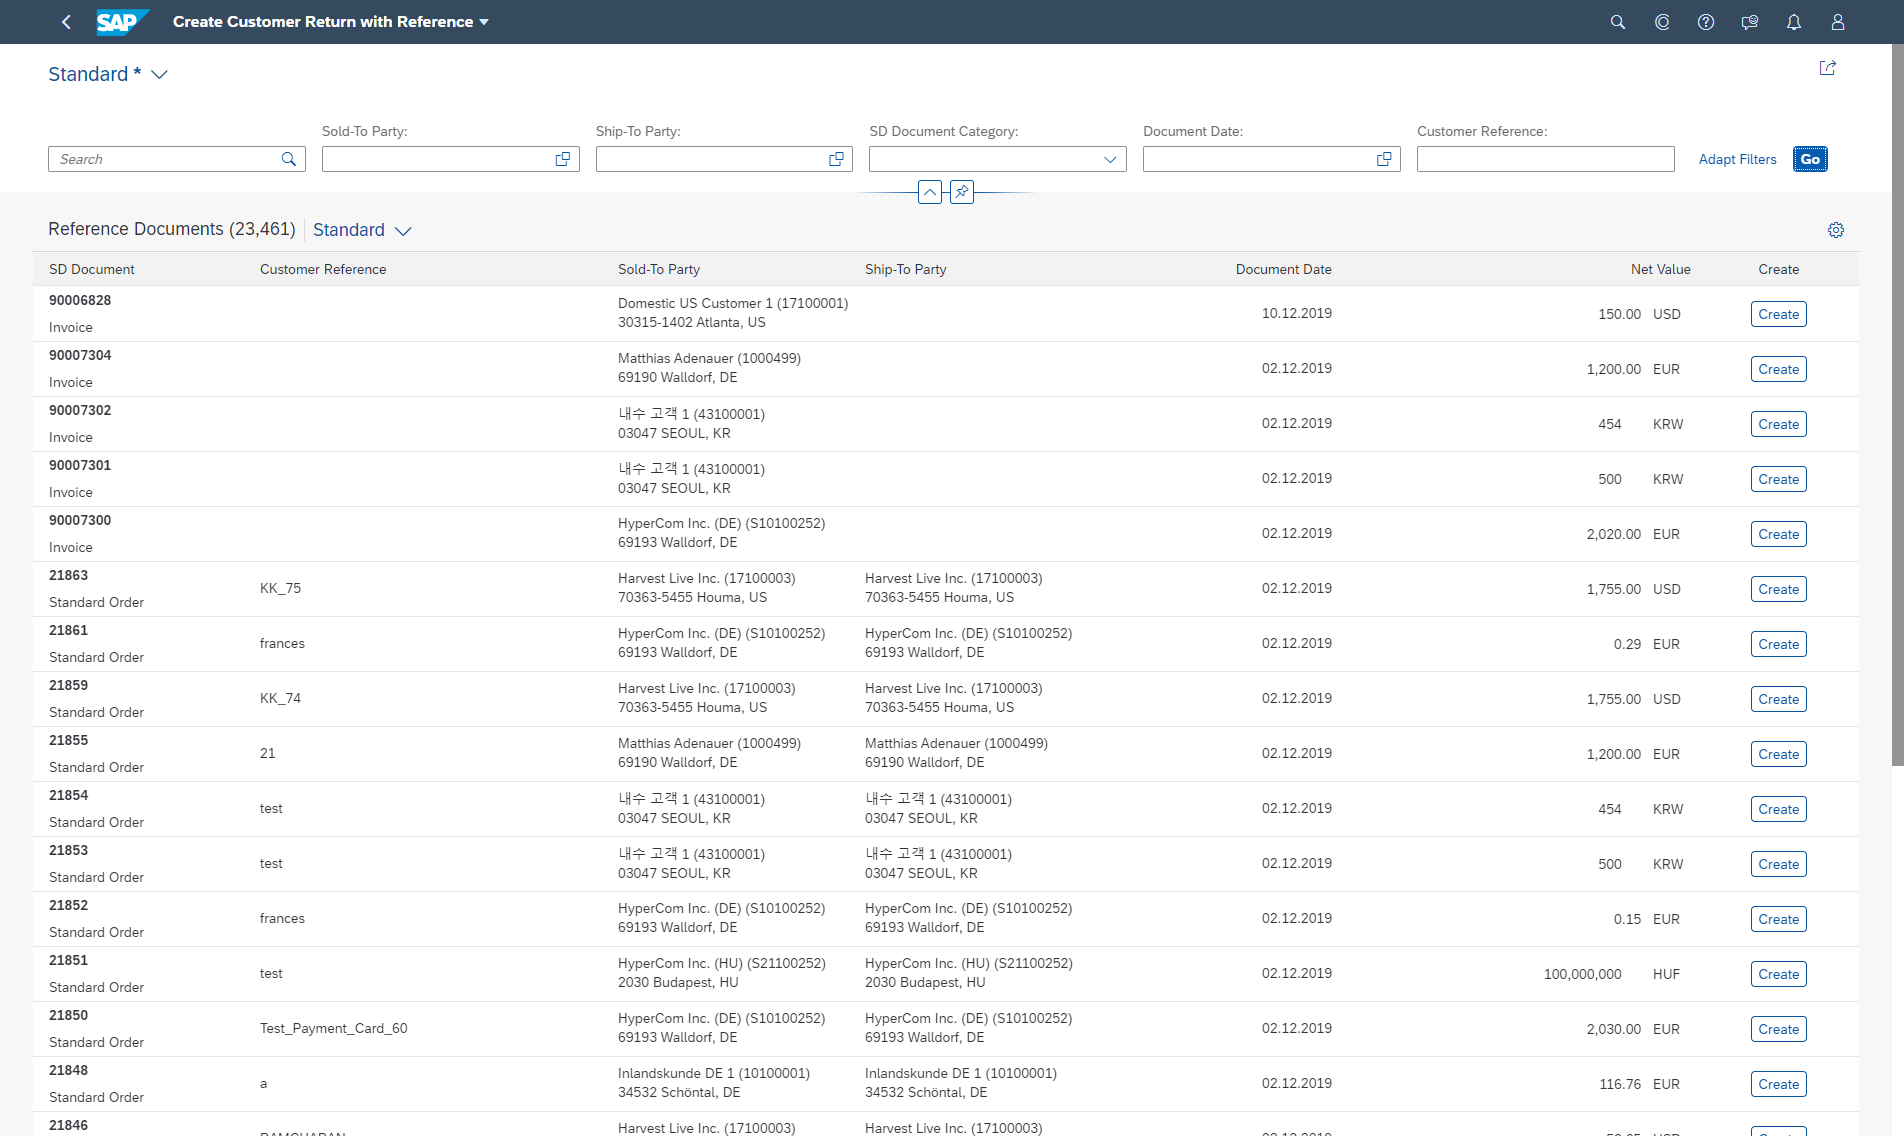 SAP Create Customer Return with Reference
Standard *
Sold-To Party: Ship-To Party: SD Document Category: Document Date: Customer Reference:
Search Adapt Filters Go
Reference Documents (23,461) Standard
SD Document Customer Reference Sold-To Party Ship-To Party Document Date Net Value Create
90006828
Invoice
Domestic US Customer 1 (17100001)
30315-1402 Atlanta, US
10.12.2019 150.00 USD Create
90007304
Invoice
Matthias Adenauer (1000499)
69190 Walldorf, DE
02.12.2019 1,200.00 EUR Create
90007302
Invoice
내수 고객 1 (43100001)
03047 SEOUL, KR
02.12.2019 454 KRW Create
90007301
Invoice
내수 고객 1 (43100001)
03047 SEOUL, KR
02.12.2019 500 KRW Create
90007300
Invoice
HyperCom Inc. (DE) (S10100252)
69193 Walldorf, DE
02.12.2019 2,020.00 EUR Create
21863
Standard Order
KK_75
Harvest Live Inc. (17100003)
70363-5455 Houma, US
Harvest Live Inc. (17100003)
70363-5455 Houma, US
02.12.2019 1,755.00 USD Create
21861
Standard Order
frances
HyperCom Inc. (DE) (S10100252)
69193 Walldorf, DE
HyperCom Inc. (DE) (S10100252)
69193 Walldorf, DE
02.12.2019 0.29 EUR Create
21859
Standard Order
KK_74
Harvest Live Inc. (17100003)
70363-5455 Houma, US
Harvest Live Inc. (17100003)
70363-5455 Houma, US
02.12.2019 1,755.00 USD Create
21855
Standard Order
21
Matthias Adenauer (1000499)
69190 Walldorf, DE
Matthias Adenauer (1000499)
69190 Walldorf, DE
02.12.2019 1,200.00 EUR Create
21854
Standard Order
test
내수 고객 1 (43100001)
03047 SEOUL, KR
내수 고객 1 (43100001)
03047 SEOUL, KR
02.12.2019 454 KRW Create
21853
Standard Order
test
내수 고객 1 (43100001)
03047 SEOUL, KR
내수 고객 1 (43100001)
03047 SEOUL, KR
02.12.2019 500 KRW Create
21852
Standard Order
frances
HyperCom Inc. (DE) (S10100252)
69193 Walldorf, DE
HyperCom Inc. (DE) (S10100252)
69193 Walldorf, DE
02.12.2019 0.15 EUR Create
21851
Standard Order
test
HyperCom Inc. (HU) (S21100252)
2030 Budapest, HU
HyperCom Inc. (HU) (S21100252)
2030 Budapest, HU
02.12.2019 100,000,000 HUF Create
21850
Standard Order
Test_Payment_Card_60
HyperCom Inc. (DE) (S10100252)
69193 Walldorf, DE
HyperCom Inc. (DE) (S10100252)
69193 Walldorf, DE
02.12.2019 2,030.00 EUR Create
21848
Standard Order
a
Inlandskunde DE 1 (10100001)
34532 Schöntal, DE
Inlandskunde DE 1 (10100001)
34532 Schöntal, DE
02.12.2019 116.76 EUR Create
21846
Harvest Live Inc. (17100003)
Harvest Live Inc. (17100003)